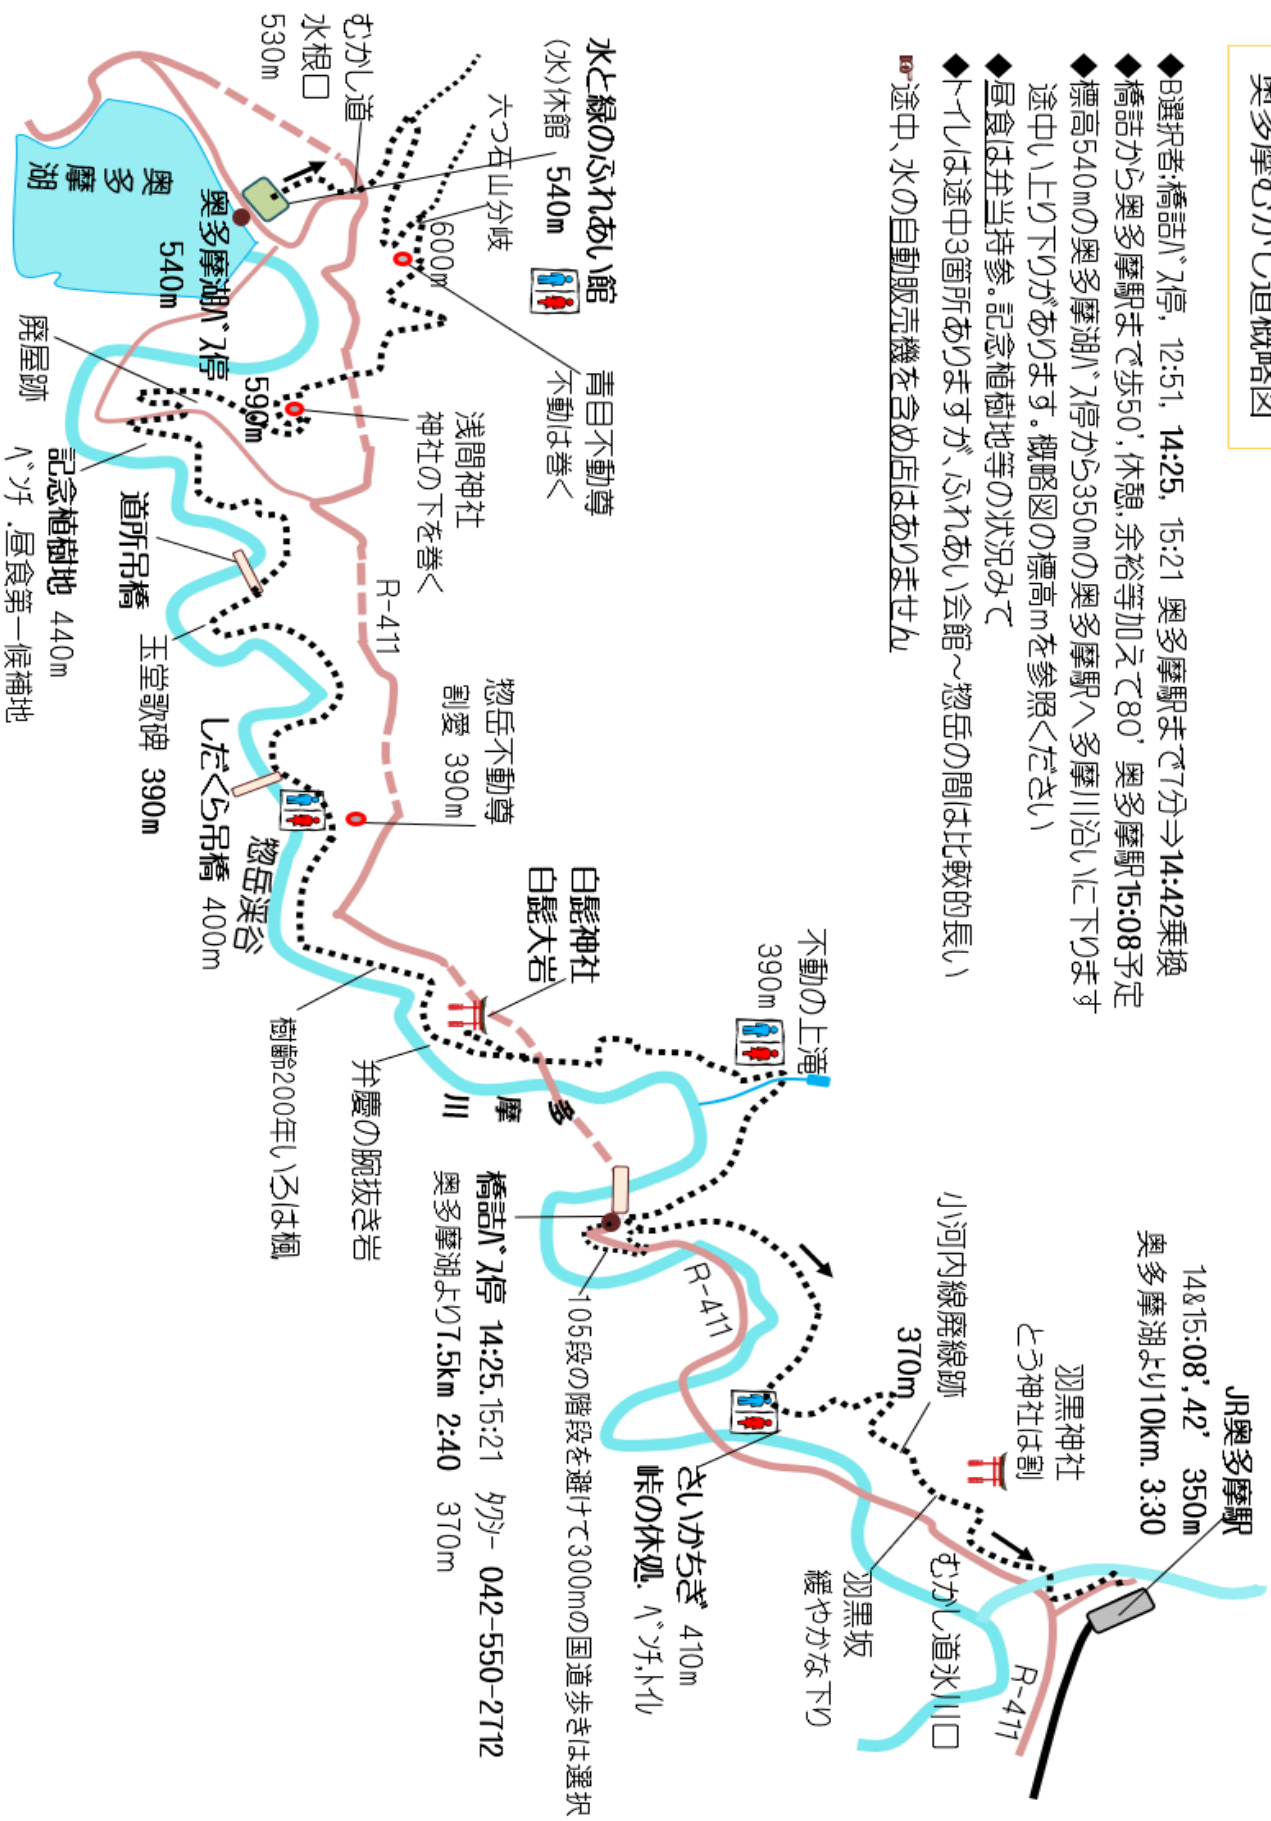 奥多摩むかし道概略図
◆B選択者:橋詰ﾊﾞｽ停, 12:51, 14:25, 15:21 奥多摩駅まで7分⇒14:42乗換
◆橋詰から奥多摩駅まで歩50', 休憩, 余裕等加えて80' 奥多摩駅15:08予定
◆標高540mの奥多摩湖ﾊﾞｽ停から350mの奥多摩駅へ多摩川沿いに下ります
途中い上り下りがあります。概略図の標高mを参照ください
◆昼食は弁当持参。記念植樹地等の状況みて
◆トイレは途中3箇所ありますが、ふれあい会館～惣岳の間は比較的長い
☞途中、水の自動販売機を含め店はありません
水と緑のふれあい館
(水)休館 540m
六つ石山分岐
600m
むかし道
水根口
530m
奥多摩湖
奥多摩湖ﾊﾞｽ停
540m
青目不動尊
不動は巻く
浅間神社
神社の下を巻く
590m
廃屋跡
記念植樹地 440m
ﾍﾞﾝﾁ .昼食第一候補地
道所吊橋
玉堂歌碑 390m
R-411
惣岳不動尊
割愛 390m
しだくら吊橋 400m
惣岳渓谷
白髭神社
白髭大岩
樹齢200年いろは楓
弁慶の腕抜き岩
不動の上滝
390m
多摩川
橋詰ﾊﾞｽ停 14:25.15:21 ﾀｸｼｰ 042-550-2712
奥多摩湖より7.5km 2:40 370m
105段の階段を避けて300mの国道歩きは選択
R-411
さいかちぎ 410m
峠の休処. ﾍﾞﾝﾁ,ﾄｲﾚ
小河内線廃線跡
370m
羽黒神社
とう神社は割
羽黒坂
緩やかな下り
むかし道氷川口
JR奥多摩駅
14&15:08', 42' 350m
奥多摩湖より10km. 3:30
R-411